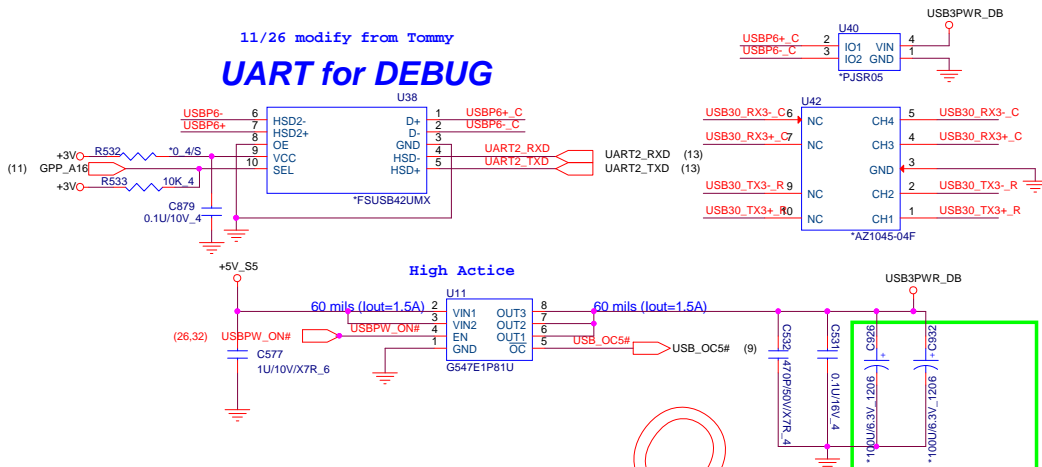 11/26 modify from Tommy
UART for DEBUG
U38
USBP6- 6 HSD2- D+ 1 USBP6+_C
USBP6+ 7 HSD2+ D- 2 USBP6-_C
8 OE GND 3
+3V R532 *0_4/S 9 VCC HSD- 4 UART2_RXD UART2_RXD (13)
(11) GPP_A16 10 SEL HSD+ 5 UART2_TXD UART2_TXD (13)
+3V R533 10K_4
*FSUSB42UMX
C879
0.1U/10V_4
USB3PWR_DB
U40
USBP6+_C 2 IO1 VIN 4
USBP6-_C 3 IO2 GND 1
*PJSR05
U42
USB30_RX3-_C 6 NC CH4 5 USB30_RX3-_C
USB30_RX3+_C 7 NC CH3 4 USB30_RX3+_C
GND 3
USB30_TX3-_R 9 NC CH2 2 USB30_TX3-_R
USB30_TX3+_R 10 NC CH1 1 USB30_TX3+_R
*AZ1045-04F
High Actice
+5V_S5
U11
USB3PWR_DB
60 mils (Iout=1.5A) 2 VIN1 OUT3 8 60 mils (Iout=1.5A)
3 VIN2 OUT2 7
(26,32) USBPW_ON# USBPW_ON# 4 EN OUT1 6
1 GND OC 5 USB_OC5# USB_OC5# (9)
G547E1P81U
C577
1U/10V/X7R_6
C532
470P/50V/X7R_4
C531
0.1U/16V_4
C926
+
*100U/6.3V_1206
C932
+
*100U/6.3V_1206